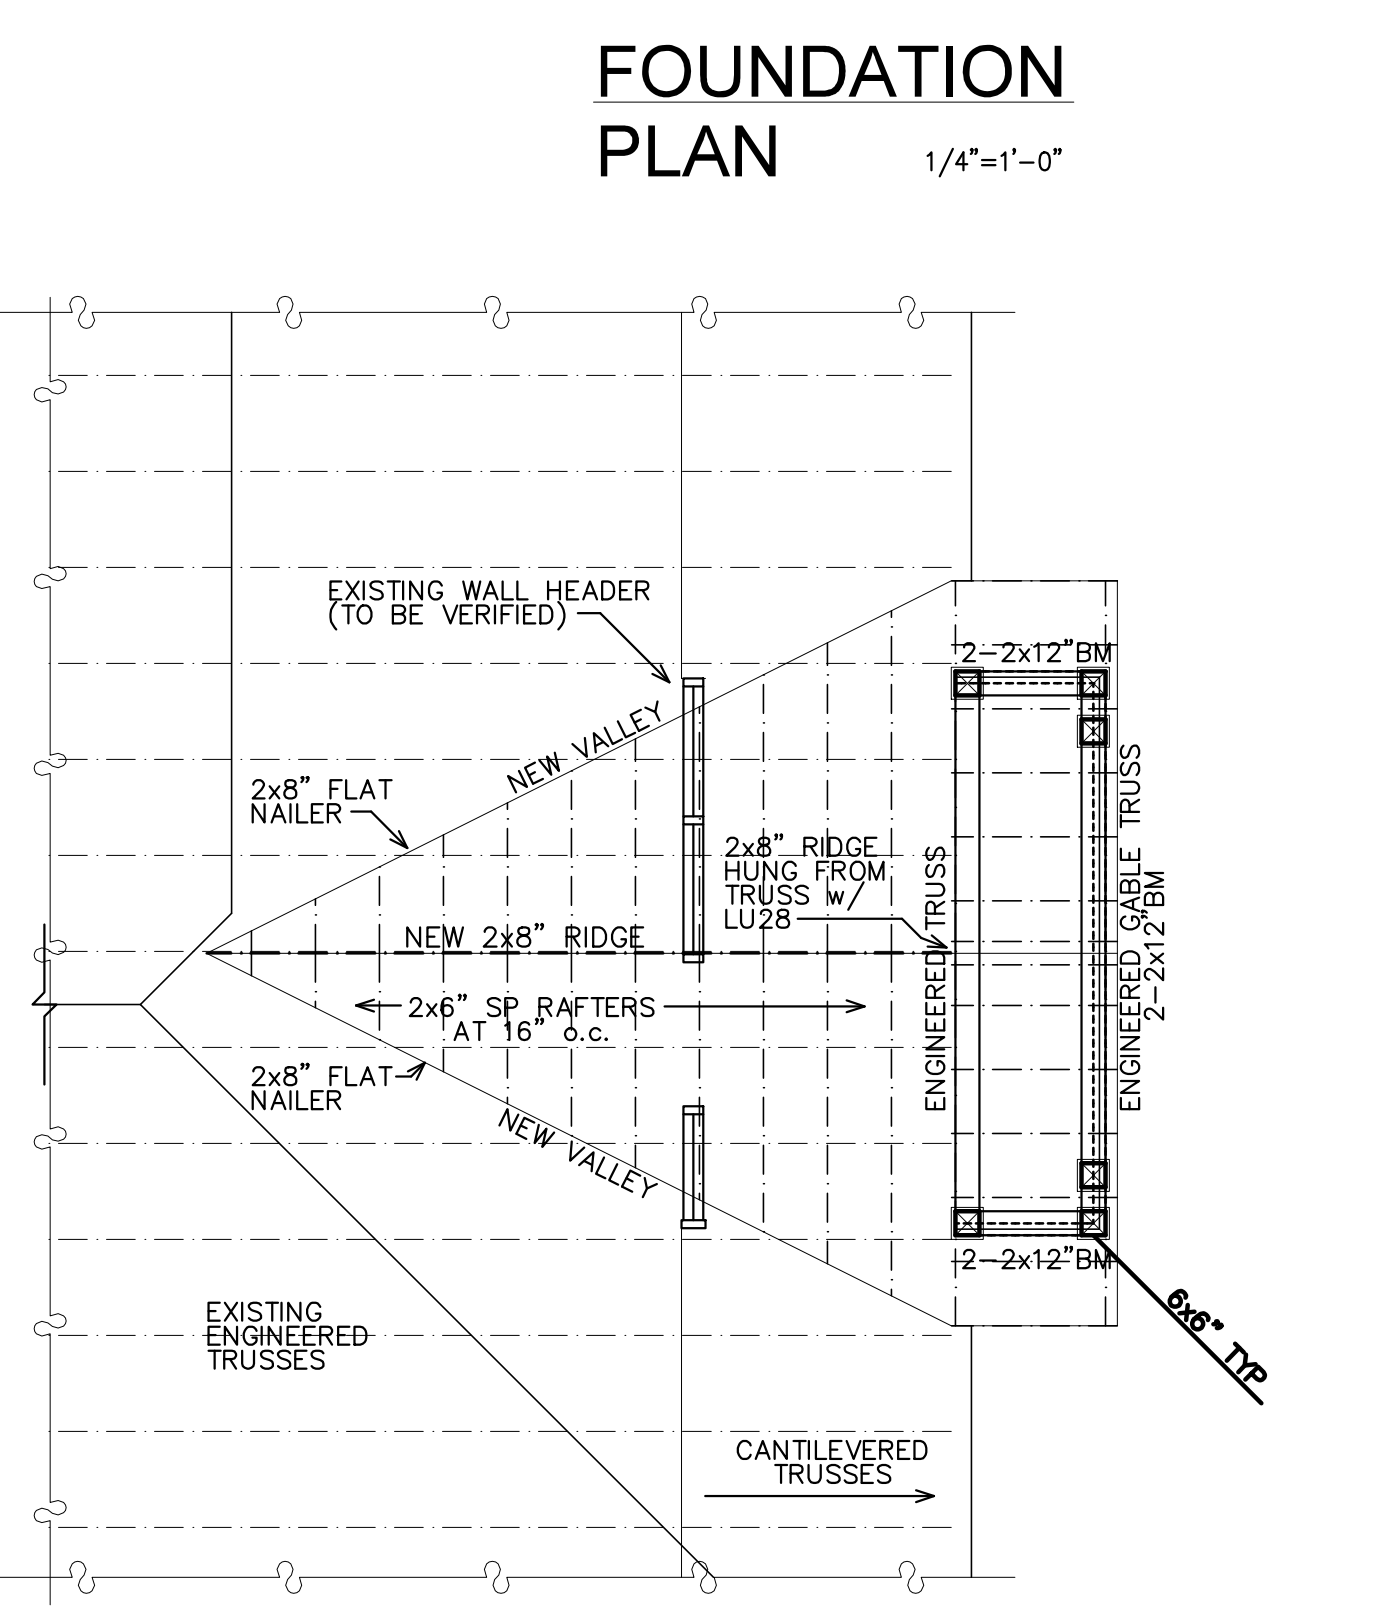 FOUNDATION
PLAN
1/4"=1'-0"
EXISTING WALL HEADER
(TO BE VERIFIED)
2-2x12"BM
NEW VALLEY
2x8" FLAT
NAILER
2x8" RIDGE
HUNG FROM
TRUSS w/
LU28
ENGINEERED TRUSS
ENGINEERED GABLE TRUSS
2-2x12"BM
NEW 2x8" RIDGE
2x6" SP RAFTERS
AT 16" o.c.
2x8" FLAT
NAILER
NEW VALLEY
2-2x12"BM
6x6" TYP
EXISTING
ENGINEERED
TRUSSES
CANTILEVERED
TRUSSES